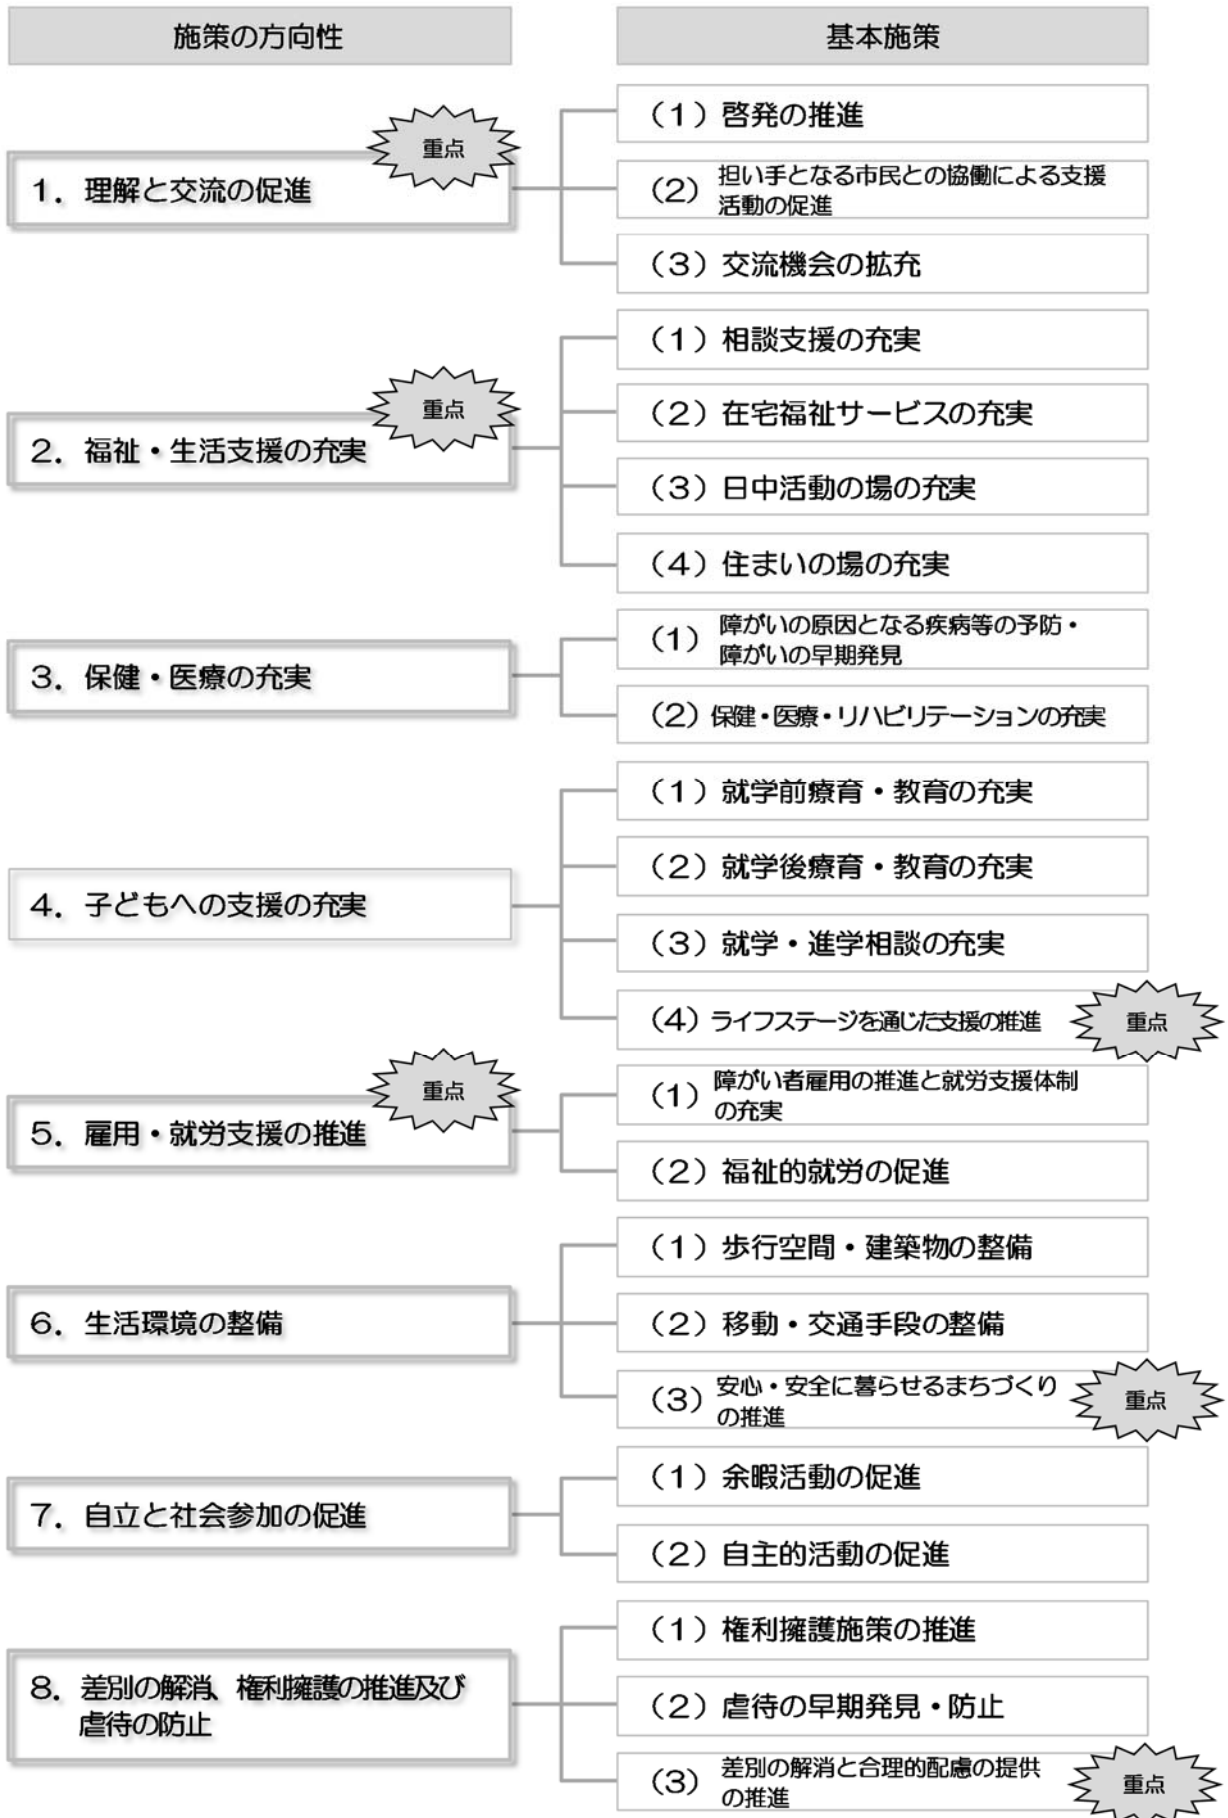 施策の方向性
基本施策
重点
1．理解と交流の促進
（1）啓発の推進
（2）担い手となる市民との協働による支援
活動の促進
（3）交流機会の拡充
重点
2．福祉・生活支援の充実
（1）相談支援の充実
（2）在宅福祉サービスの充実
（3）日中活動の場の充実
（4）住まいの場の充実
3．保健・医療の充実
（1）障がいの原因となる疾病等の予防・
障がいの早期発見
（2）保健・医療・リハビリテーションの充実
4．子どもへの支援の充実
（1）就学前療育・教育の充実
（2）就学後療育・教育の充実
（3）就学・進学相談の充実
（4）ライフステージを通じた支援の推進
重点
重点
5．雇用・就労支援の推進
（1）障がい者雇用の推進と就労支援体制
の充実
（2）福祉的就労の促進
6．生活環境の整備
（1）歩行空間・建築物の整備
（2）移動・交通手段の整備
（3）安心・安全に暮らせるまちづくり
の推進
重点
7．自立と社会参加の促進
（1）余暇活動の促進
（2）自主的活動の促進
8．差別の解消、権利擁護の推進及び
虐待の防止
（1）権利擁護施策の推進
（2）虐待の早期発見・防止
（3）差別の解消と合理的配慮の提供
の推進
重点